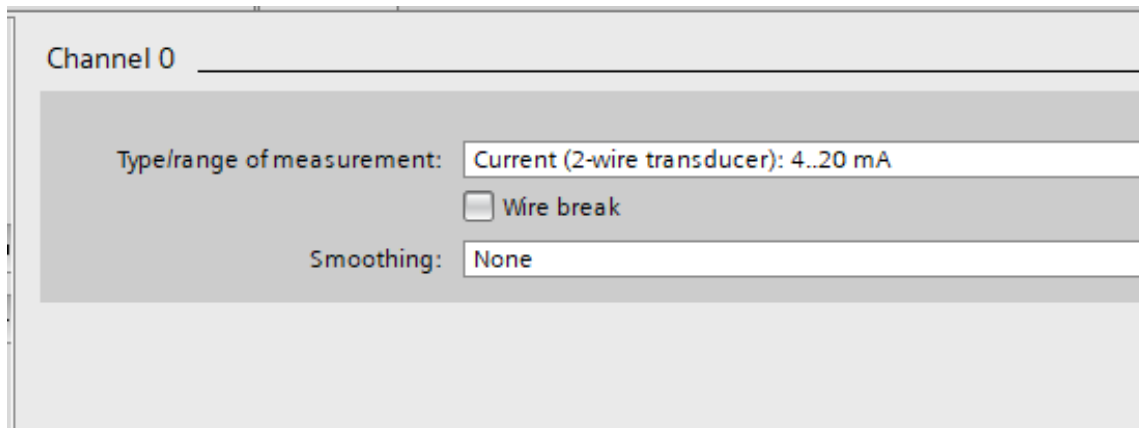 Channel 0
Type/range of measurement: Current (2-wire transducer): 4..20 mA
Wire break
Smoothing: None